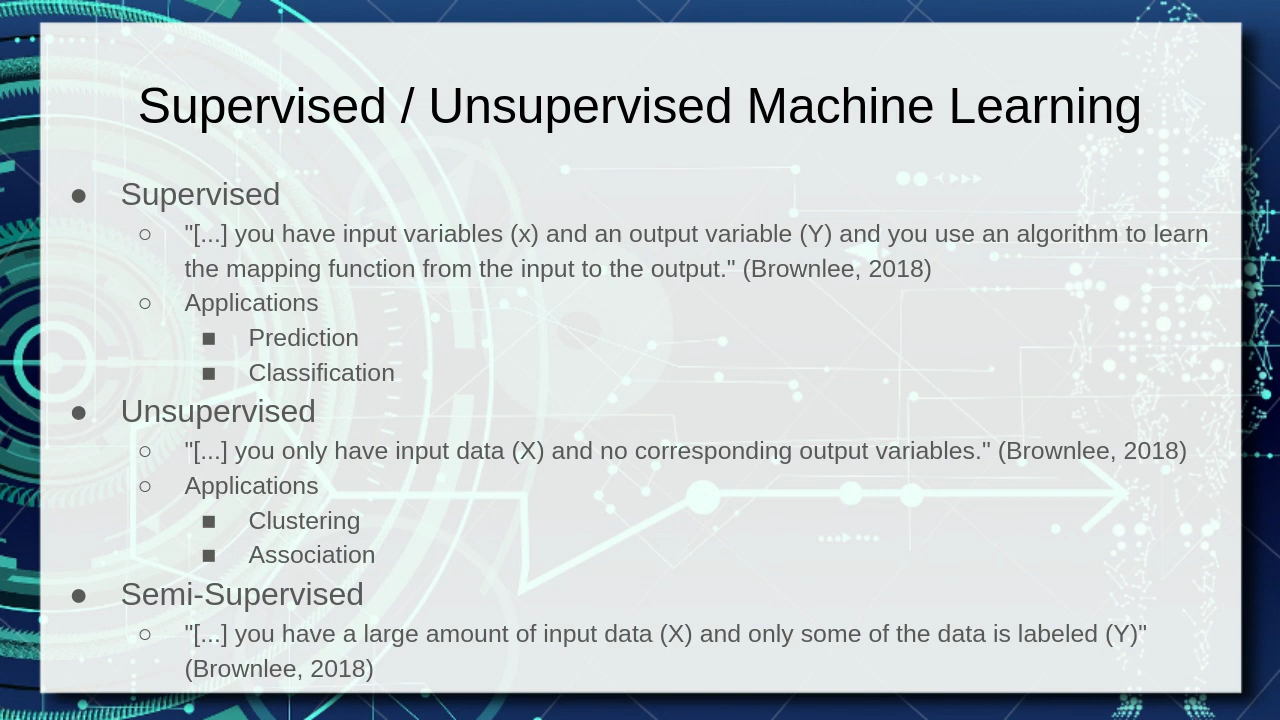 Supervised / Unsupervised Machine Learning
● Supervised
○ "[...] you have input variables (x) and an output variable (Y) and you use an algorithm to learn
the mapping function from the input to the output." (Brownlee, 2018)
○ Applications
■ Prediction
■ Classification
● Unsupervised
○ "[...] you only have input data (X) and no corresponding output variables." (Brownlee, 2018)
○ Applications
■ Clustering
■ Association
● Semi-Supervised
○ "[...] you have a large amount of input data (X) and only some of the data is labeled (Y)"
(Brownlee, 2018)